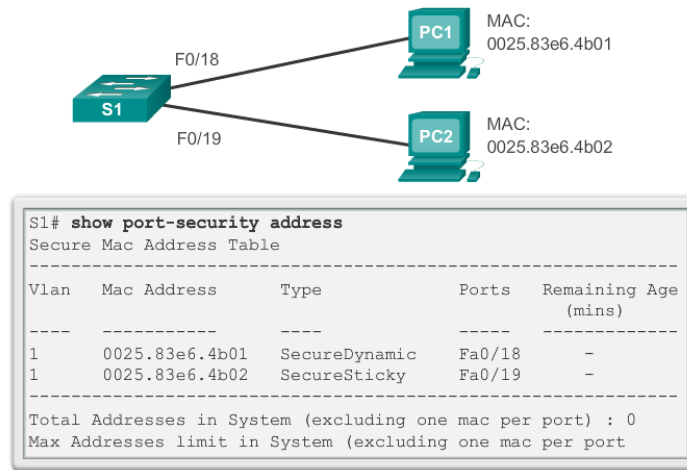 MAC:
PC1
0025.83e6.4b01
F0/18
S1
F0/19
MAC:
PC2
0025.83e6.4b02
S1# show port-security address
Secure Mac Address Table
------------------------------------------------------------------
Vlan Mac Address Type Ports Remaining Age
(mins)
---- ----------- ---- ----- -------------
1 0025.83e6.4b01 SecureDynamic Fa0/18 -
1 0025.83e6.4b02 SecureSticky Fa0/19 -
------------------------------------------------------------------
Total Addresses in System (excluding one mac per port) : 0
Max Addresses limit in System (excluding one mac per port